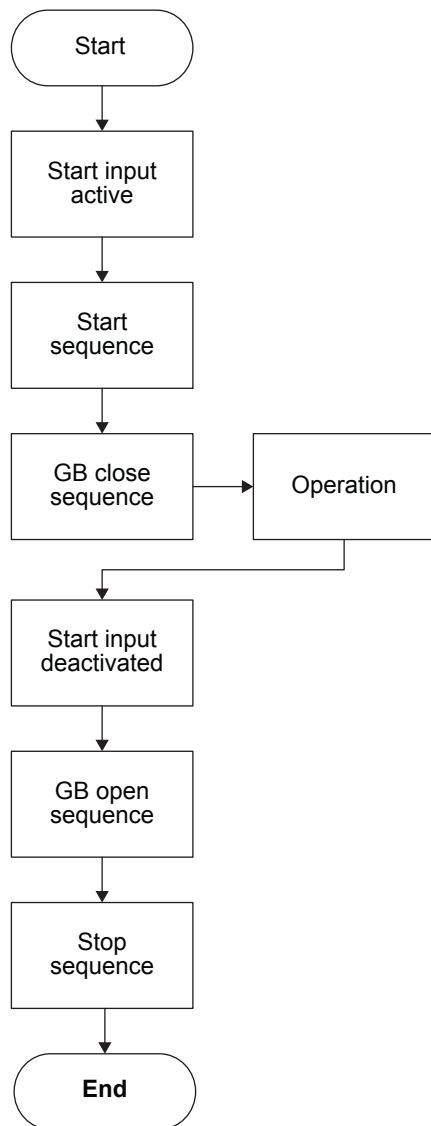 Start
Start input
active
Start
sequence
GB close
sequence
Operation
Start input
deactivated
GB open
sequence
Stop
sequence
End